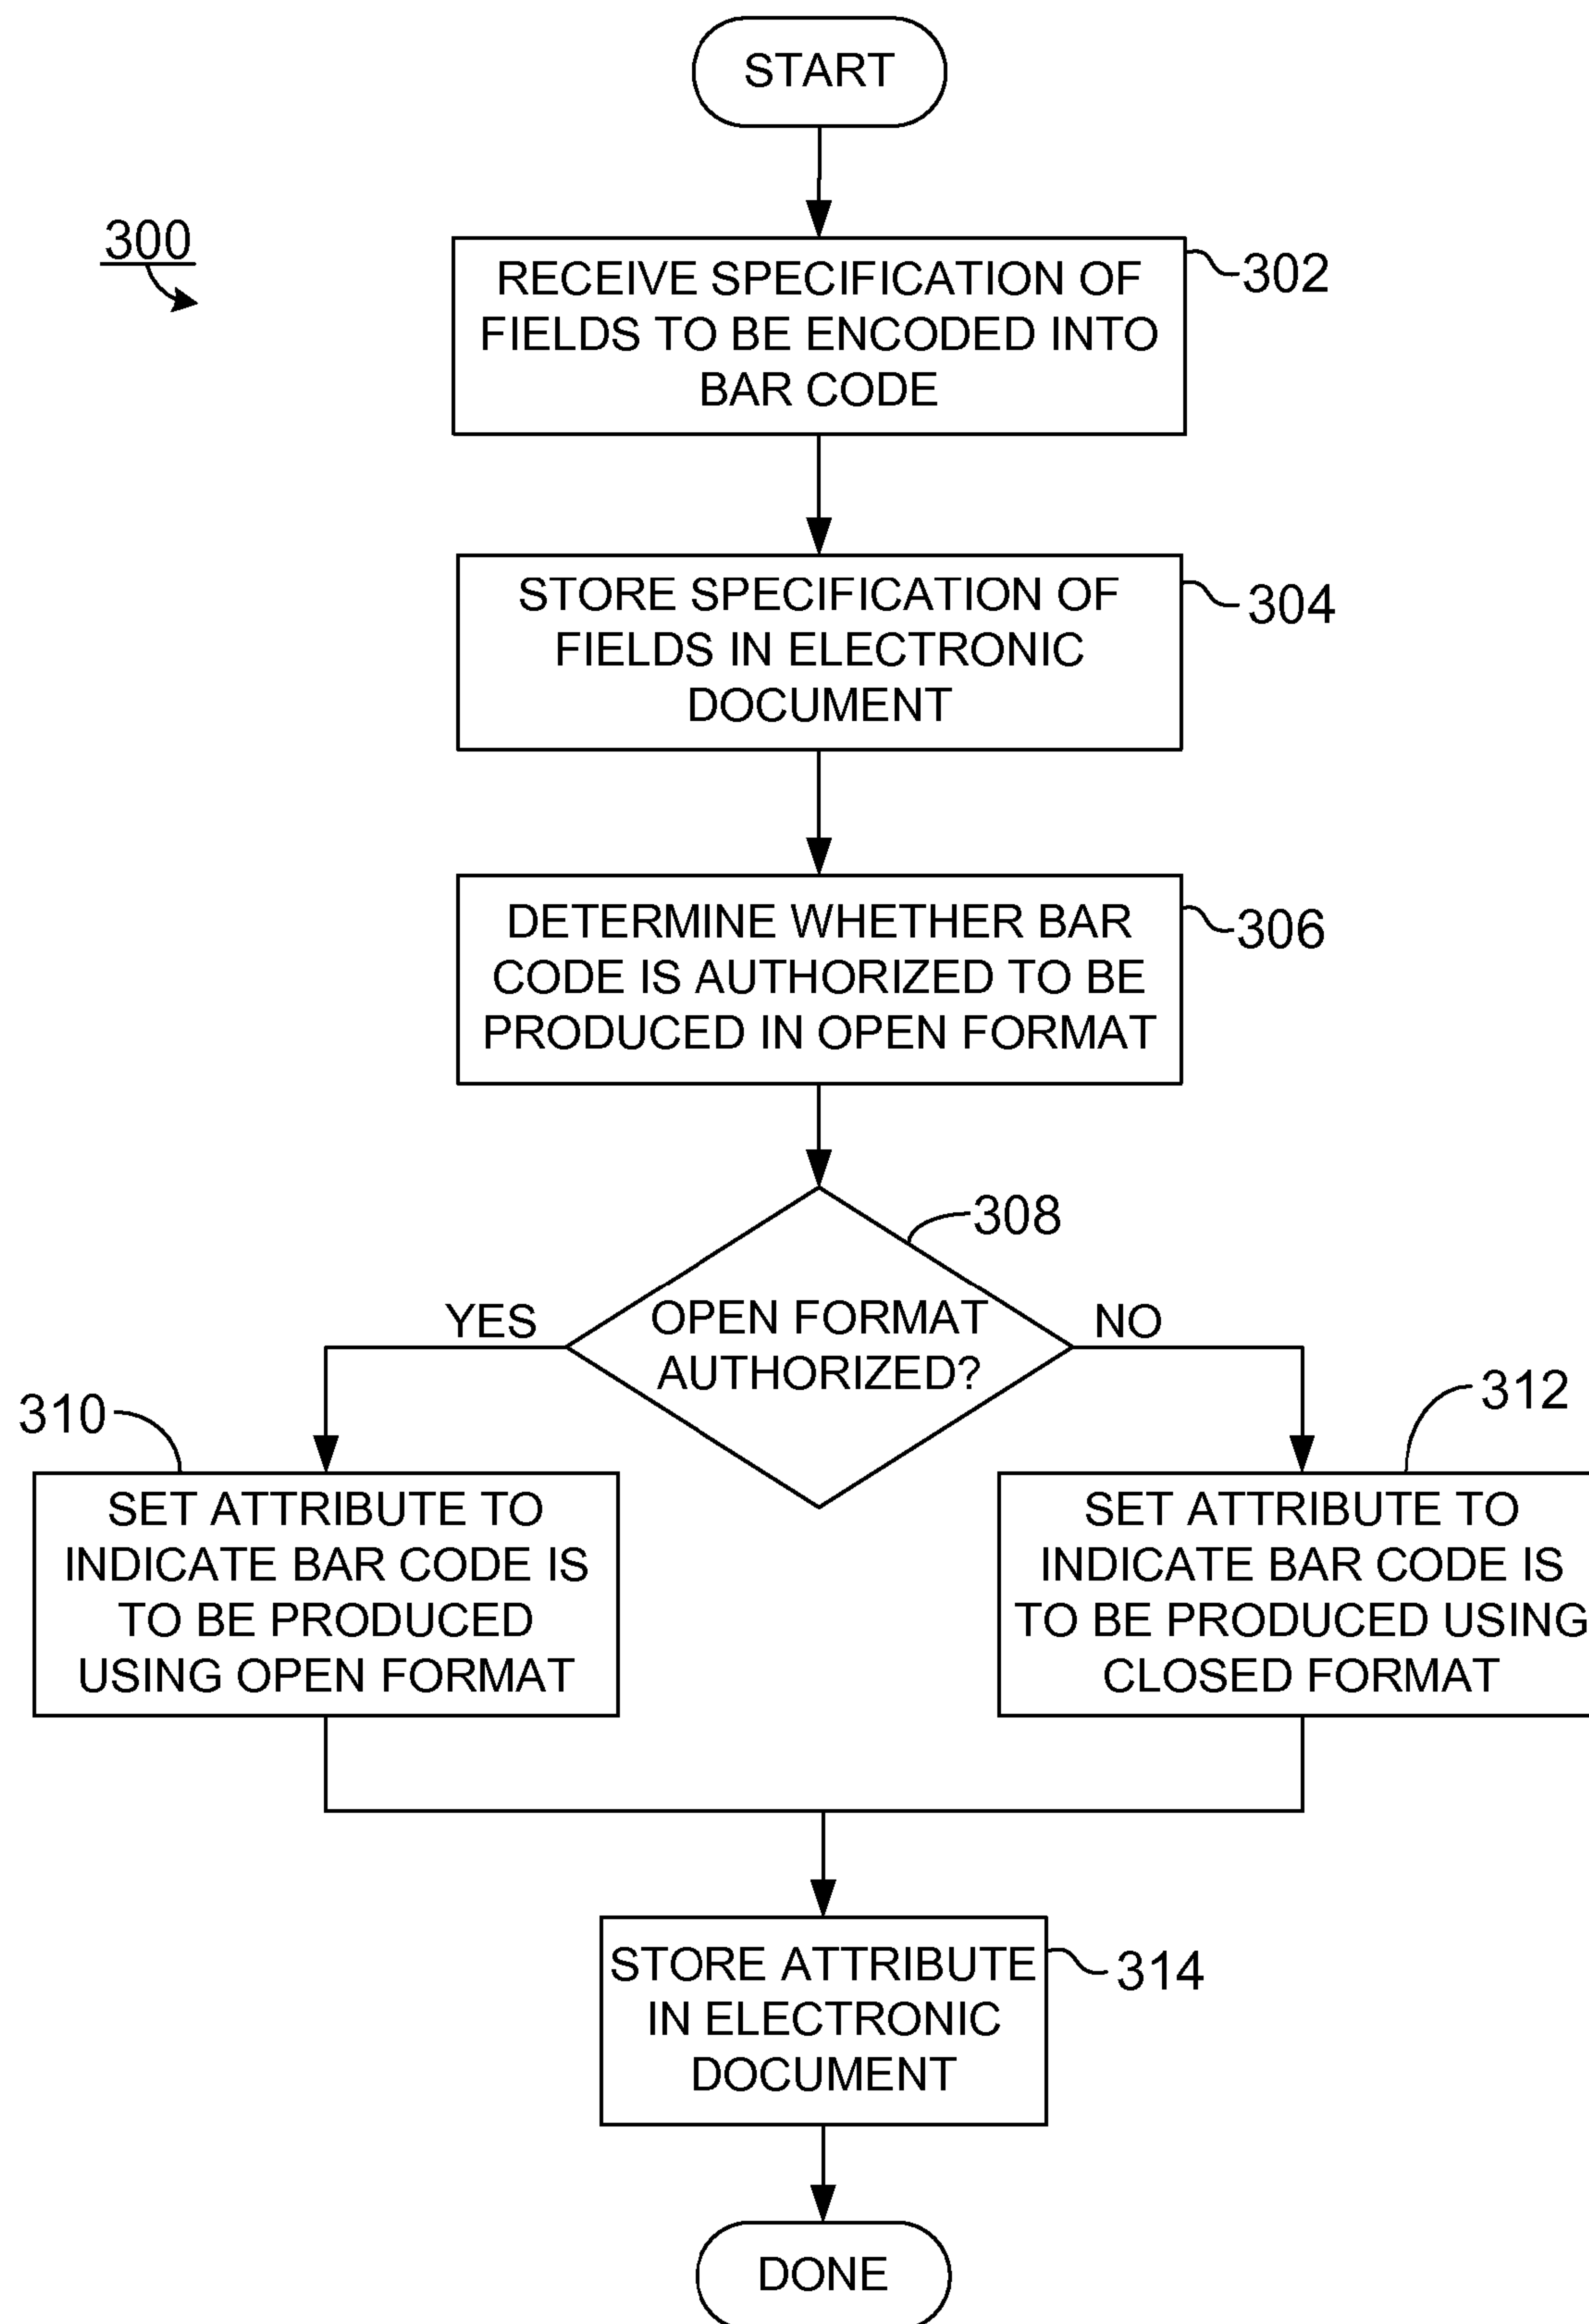 START
300
RECEIVE SPECIFICATION OF
FIELDS TO BE ENCODED INTO
BAR CODE
302
STORE SPECIFICATION OF
FIELDS IN ELECTRONIC
DOCUMENT
304
DETERMINE WHETHER BAR
CODE IS AUTHORIZED TO BE
PRODUCED IN OPEN FORMAT
306
308
OPEN FORMAT
AUTHORIZED?
YES
NO
310
SET ATTRIBUTE TO
INDICATE BAR CODE IS
TO BE PRODUCED
USING OPEN FORMAT
312
SET ATTRIBUTE TO
INDICATE BAR CODE IS
TO BE PRODUCED USING
CLOSED FORMAT
STORE ATTRIBUTE
IN ELECTRONIC
DOCUMENT
314
DONE